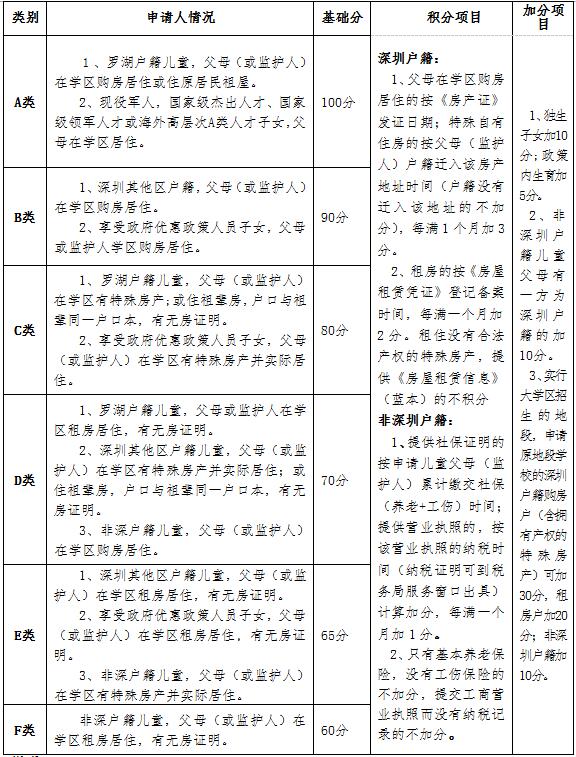 类别
申请人情况
基础分
积分项目
加分项
目
A类
1、罗湖户籍儿童，父母（或监护人）
在学区购房居住或住原居民祖屋。
2、现役军人，国家级杰出人才、国家
级领军人才或海外高层次A类人才子女，父
母在学区居住。
100分
B类
1、深圳其他区户籍，父母（或监护人）
在学区购房居住。
2、享受政府优惠政策人员子女，父母
或监护人学区购房居住。
90分
C类
1、罗湖户籍儿童，父母（或监护人）
在学区有特殊房产；或住祖辈房，户口与祖
辈同一户口本，有无房证明。
2、享受政府优惠政策员子女，父母
（或监护人）在学区有特殊房产并实际居
住。
80分
D类
1、罗湖户籍儿童，父母或监护人在学
区租房居住，有无房证明。
2、深圳其他区户籍儿童，父母（或监
护人）在学区有特殊房产并实际居住；或
住祖辈房，户口与祖辈同一户口本，有无
房证明。
3、非深户籍儿童，父母（或监护人）
在学区购房居住。
70分
E类
1、深圳其他区户籍儿童，父母（或监
护人）在学区租房居住，有无房证明。
2、享受政府优惠政策人员子女，父母
（或监护人）在学区租房居住，有无房证
明。
3、非深户籍儿童，父母（或监护人）
在学区有特殊房产并实际居住。
65分
F类
非深户籍儿童，父母（或监护人）在
学区租房居住，有无房证明。
60分
深圳户籍：
1、父母在学区购房
居住的按《房产证》
发证日期；特殊自有
住房的按父母（监护
人）户籍迁入该房产
地址时间（户籍没有
迁入该地址的不加
分），每满1个月加3
分。
2、租房的按《房屋
租赁凭证》登记备案
时间，每满一个月加
2分。租住没有合法
产权的特殊房产，提
供《房屋租赁信息》
（蓝本）的不积分
非深圳户籍：
1、提供社保证明的
按申请儿童父母（监
护人）累计缴交社保
（养老+工伤）时间；
提供营业执照的，按
该营业执照的纳税时
间（纳税证明可到税
务局服务窗口出具）
计算加分，每满一个
月加1分。
2、只有基本养老保
险，没有工伤保险的
不加分，提交工商营
业执照而没有纳税记
录的不加分。
1、独生
子女加10
分；政策
内生育加
5分。
2、非
深圳户
籍儿童
父母有
一方为
深圳户
籍的加
10分。
3、实行
大学区招
生的地
段，申请
原地段学
校的深圳
户籍购房
户（含拥
有产权的
特殊房
产）可加
30分，租
房户加20
分；非深
圳户籍加
10分。